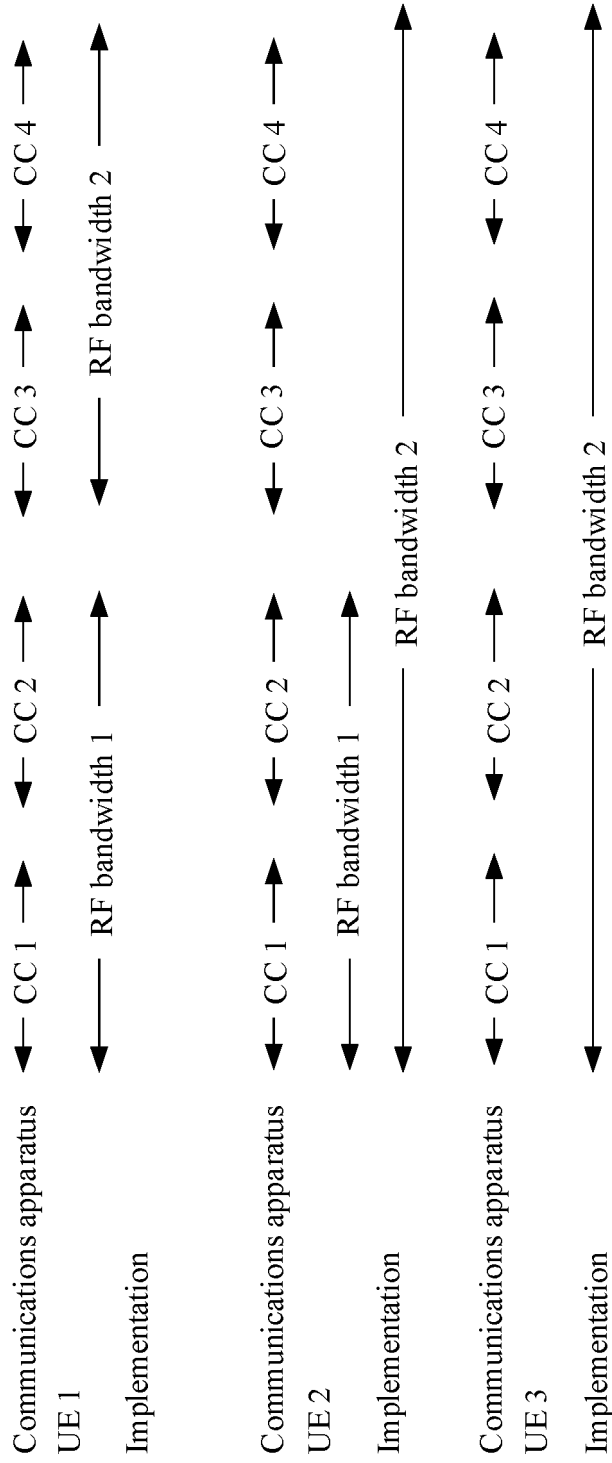 Communications apparatus
UE 1
CC 1 CC 2 CC 3 CC 4
RF bandwidth 1 RF bandwidth 2
Implementation
Communications apparatus
UE 2
CC 1 CC 2 CC 3 CC 4
RF bandwidth 1
Implementation
RF bandwidth 2
Communications apparatus
UE 3
CC 1 CC 2 CC 3 CC 4
Implementation
RF bandwidth 2